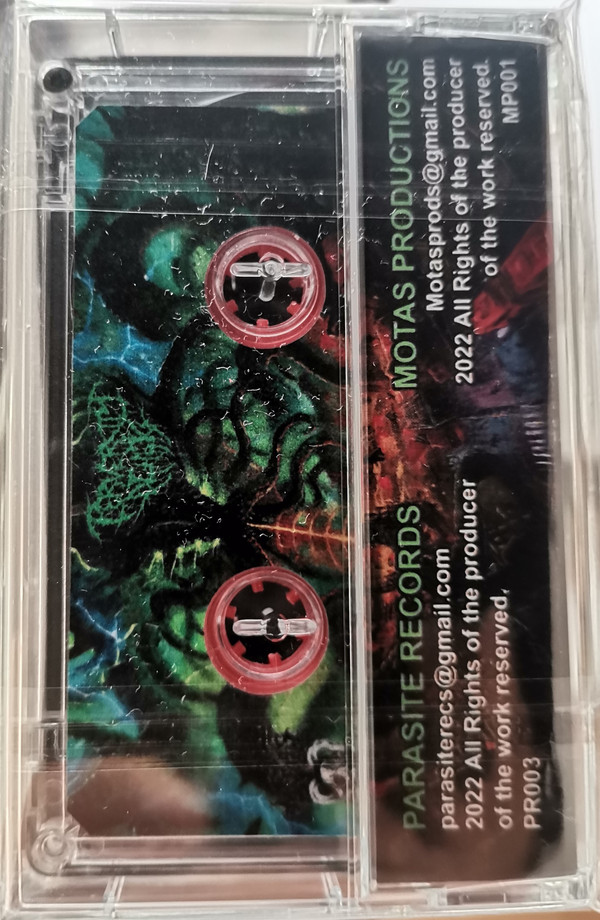 PARASITE RECORDS
parasiterecs@gmail.com
2022 All Rights of the producer
of the work reserved.
PR003
MOTAS PRODUCTIONS
Motasprods@gmail.com
2022 All Rights of the producer
of the work reserved.
MP001